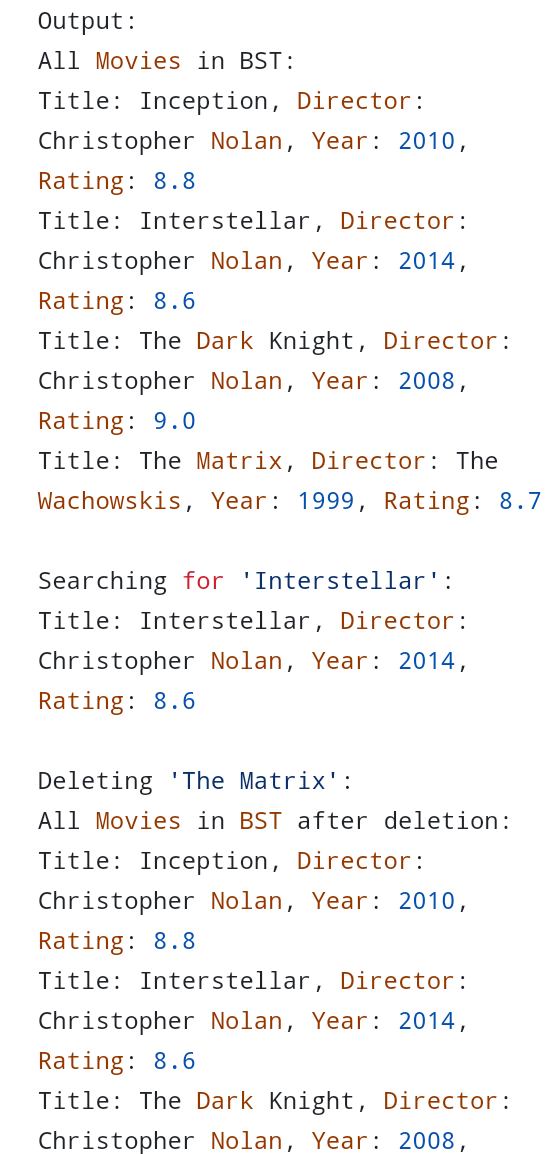 Output:
All Movies in BST:
Title: Inception, Director:
Christopher Nolan, Year: 2010,
Rating: 8.8
Title: Interstellar, Director:
Christopher Nolan, Year: 2014,
Rating: 8.6
Title: The Dark Knight, Director:
Christopher Nolan, Year: 2008,
Rating: 9.0
Title: The Matrix, Director: The
Wachowskis, Year: 1999, Rating: 8.7

Searching for 'Interstellar':
Title: Interstellar, Director:
Christopher Nolan, Year: 2014,
Rating: 8.6

Deleting 'The Matrix':
All Movies in BST after deletion:
Title: Inception, Director:
Christopher Nolan, Year: 2010,
Rating: 8.8
Title: Interstellar, Director:
Christopher Nolan, Year: 2014,
Rating: 8.6
Title: The Dark Knight, Director:
Christopher Nolan, Year: 2008,